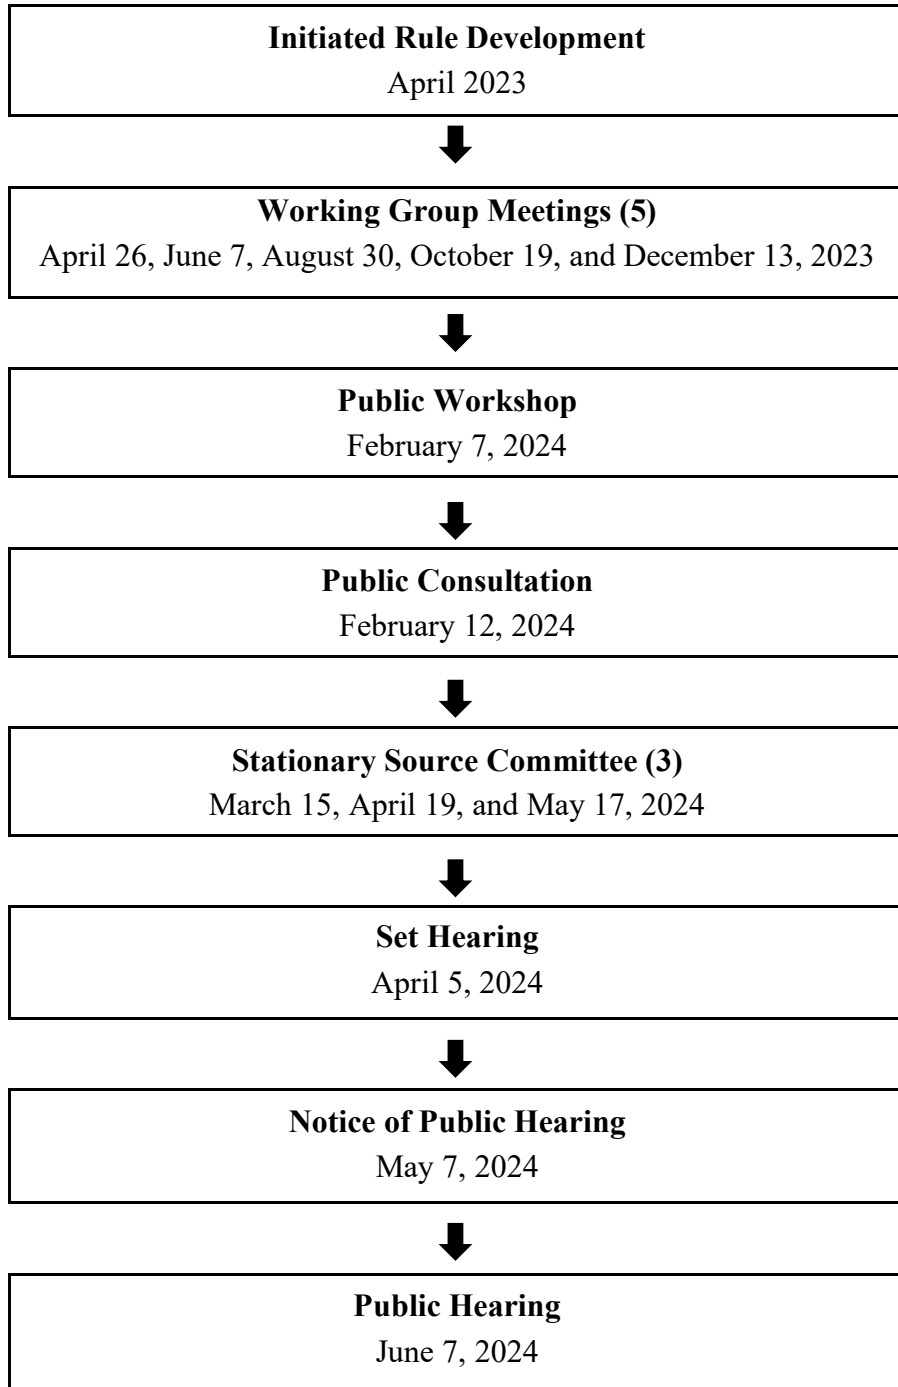 Initiated Rule Development
April 2023
Working Group Meetings (5)
April 26, June 7, August 30, October 19, and December 13, 2023
Public Workshop
February 7, 2024
Public Consultation
February 12, 2024
Stationary Source Committee (3)
March 15, April 19, and May 17, 2024
Set Hearing
April 5, 2024
Notice of Public Hearing
May 7, 2024
Public Hearing
June 7, 2024